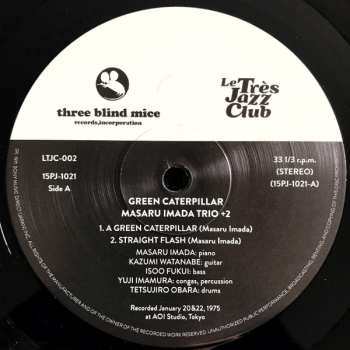 three blind mice
records,incorporation
Le Très
Jazz
Club
LTJC-002
15PJ-1021
Side A
33 1/3 r.p.m.
(STEREO)
(15PJ-1021-A)
GREEN CATERPILLAR
MASARU IMADA TRIO +2
1. A GREEN CATERPILLAR (Masaru Imada)
2. STRAIGHT FLASH (Masaru Imada)
MASARU IMADA: piano
KAZUMI WATANABE: guitar
ISOO FUKUI: bass
YUJI IMAMURA: congas, percussion
TETSUJIRO OBARA: drums
Recorded January 20&22, 1975
at AOI Studio, Tokyo